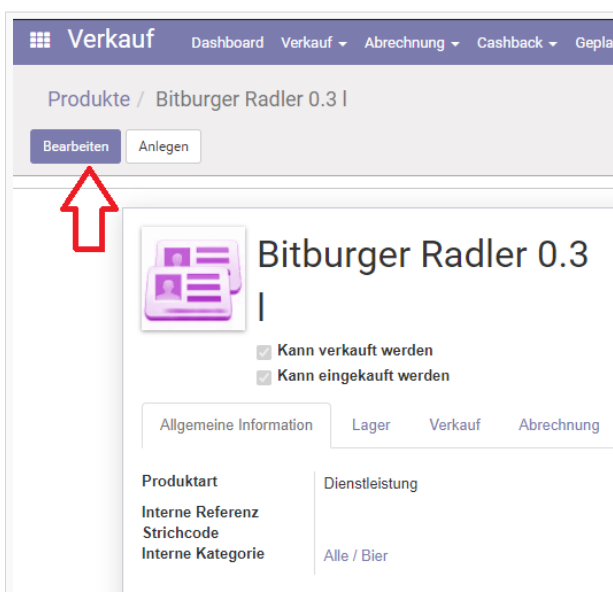 Verkauf Dashboard Verkauf Abrechnung Cashback Gepla
Produkte / Bitburger Radler 0.3 l
Bearbeiten Anlegen
Bitburger Radler 0.3
l
Kann verkauft werden
Kann eingekauft werden
Allgemeine Information Lager Verkauf Abrechnung
Produktart Dienstleistung
Interne Referenz
Strichcode
Interne Kategorie Alle / Bier